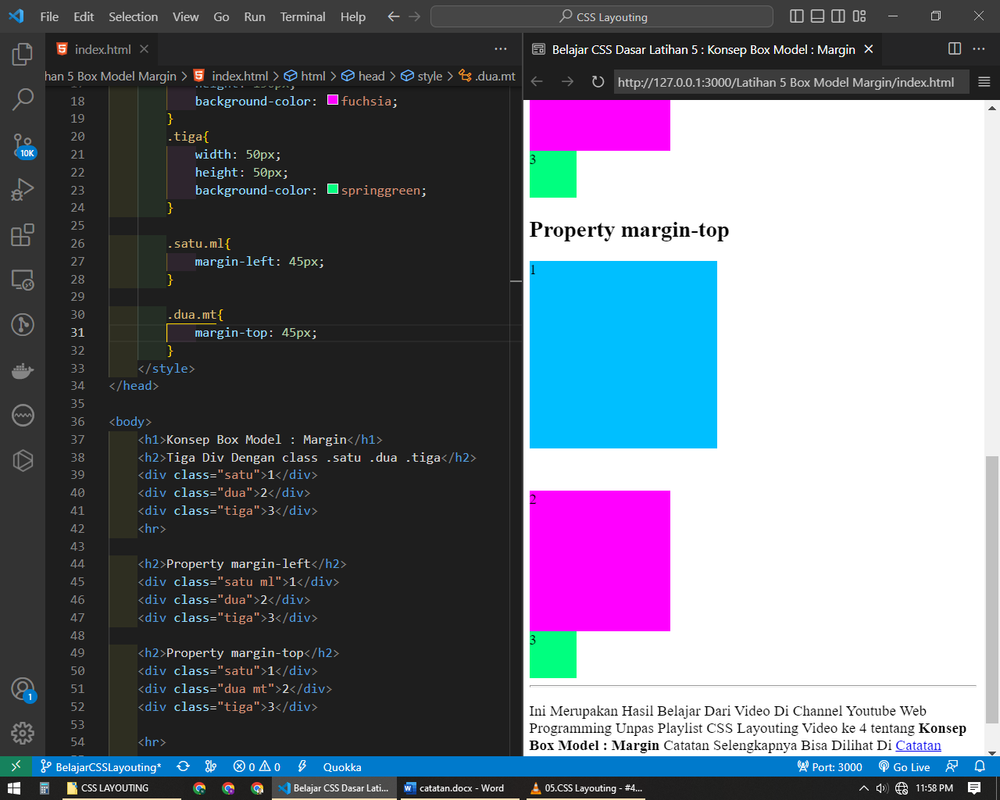 File Edit Selection View Go Run Terminal Help
CSS Layouting
index.html
han 5 Box Model Margin > index.html > html > head > style > .dua.mt
18 background-color: fuchsia;
19 }
20 .tiga{
21 width: 50px;
22 height: 50px;
23 background-color: springgreen;
24 }
25
26 .satu.ml{
27 margin-left: 45px;
28 }
29
30 .dua.mt{
31 margin-top: 45px;
32 }
33 </style>
34 </head>
35
36 <body>
37 <h1>Konsep Box Model : Margin</h1>
38 <h2>Tiga Div Dengan class .satu .dua .tiga</h2>
39 <div class="satu">1</div>
40 <div class="dua">2</div>
41 <div class="tiga">3</div>
42 <hr>
43
44 <h2>Property margin-left</h2>
45 <div class="satu ml">1</div>
46 <div class="dua">2</div>
47 <div class="tiga">3</div>
48
49 <h2>Property margin-top</h2>
50 <div class="satu">1</div>
51 <div class="dua mt">2</div>
52 <div class="tiga">3</div>
53
54 <hr>
10K
1
Belajar CSS Dasar Latihan 5 : Konsep Box Model : Margin
http://127.0.0.1:3000/Latihan 5 Box Model Margin/index.html
3
Property margin-top
1
2
3
Ini Merupakan Hasil Belajar Dari Video Di Channel Youtube Web
Programming Unpas Playlist CSS Layouting Video ke 4 tentang Konsep
Box Model : Margin Catatan Selengkapnya Bisa Dilihat Di Catatan
BelajarCSSLayouting* 0 0 Quokka Port: 3000 Go Live
CSS LAYOUTING Belajar CSS Dasar Lati... catatan.docx - Word 05.CSS Layouting - #4... 11:58 PM